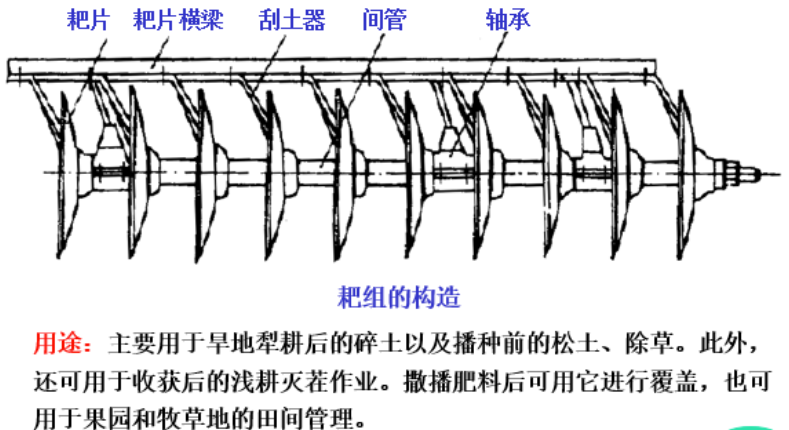 耙片 耙片横梁 刮土器 间管 轴承
耙组的构造
用途：主要用于旱地犁耕后的碎土以及播种前的松土、除草。此外，
还可用于收获后的浅耕灭茬作业。撒播肥料后可用它进行覆盖，也可
用于果园和牧草地的田间管理。